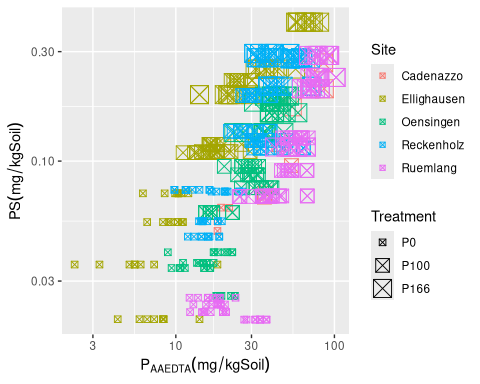 PS(mg/kgSoil)
0.30
0.10
0.03
3
10
30
100
PAAEDTA(mg/kgSoil)
Site
Cadenazzo
Ellighausen
Oensingen
Reckenholz
Ruemlang
Treatment
P0
P100
P166